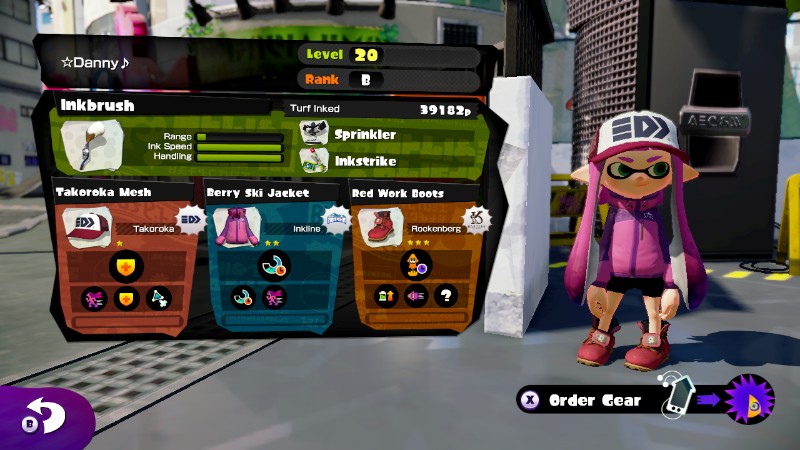 ☆Danny♪
Level 20
Rank B
Inkbrush
Turf Inked 39182p
Range
Ink Speed
Handling
Sprinkler
Inkstrike
Takoroka Mesh
Takoroka
Berry Ski Jacket
Inkline
Red Work Boots
Rockenberg
?
X Order Gear
B